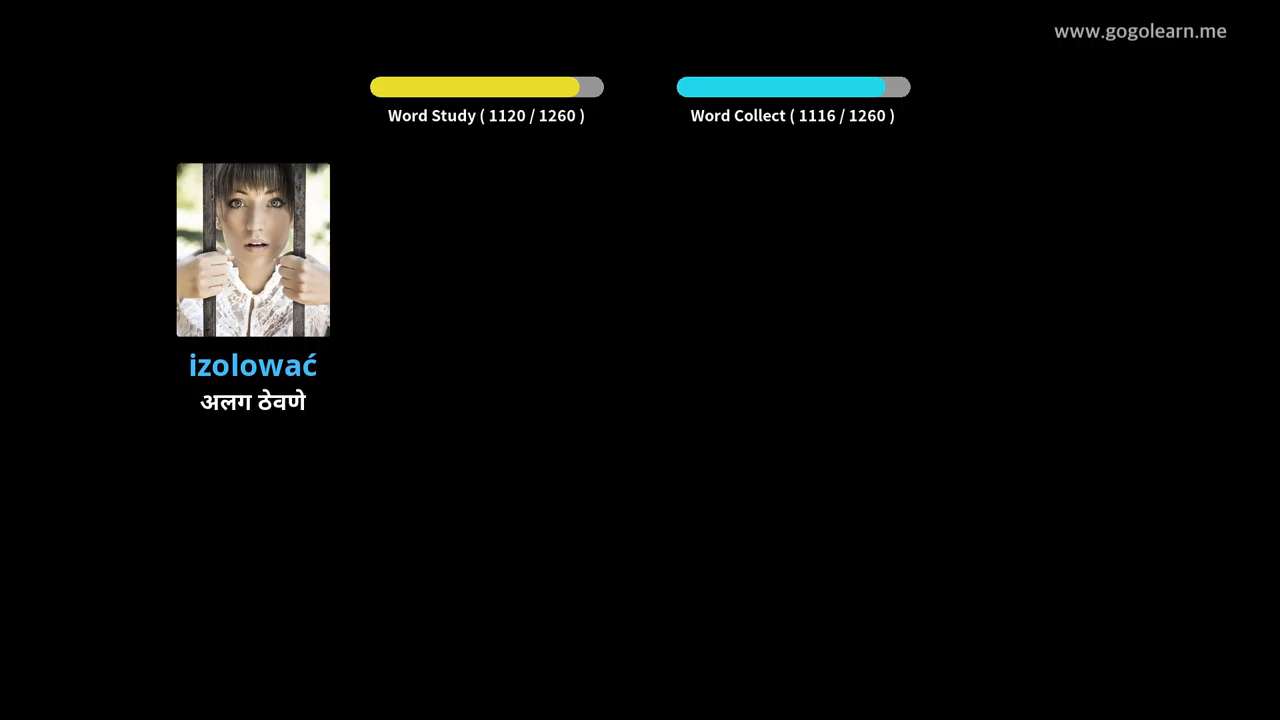 www.gogolearn.me
Word Study ( 1120 / 1260 )
Word Collect ( 1116 / 1260 )
izolować
अलग ठेवणे